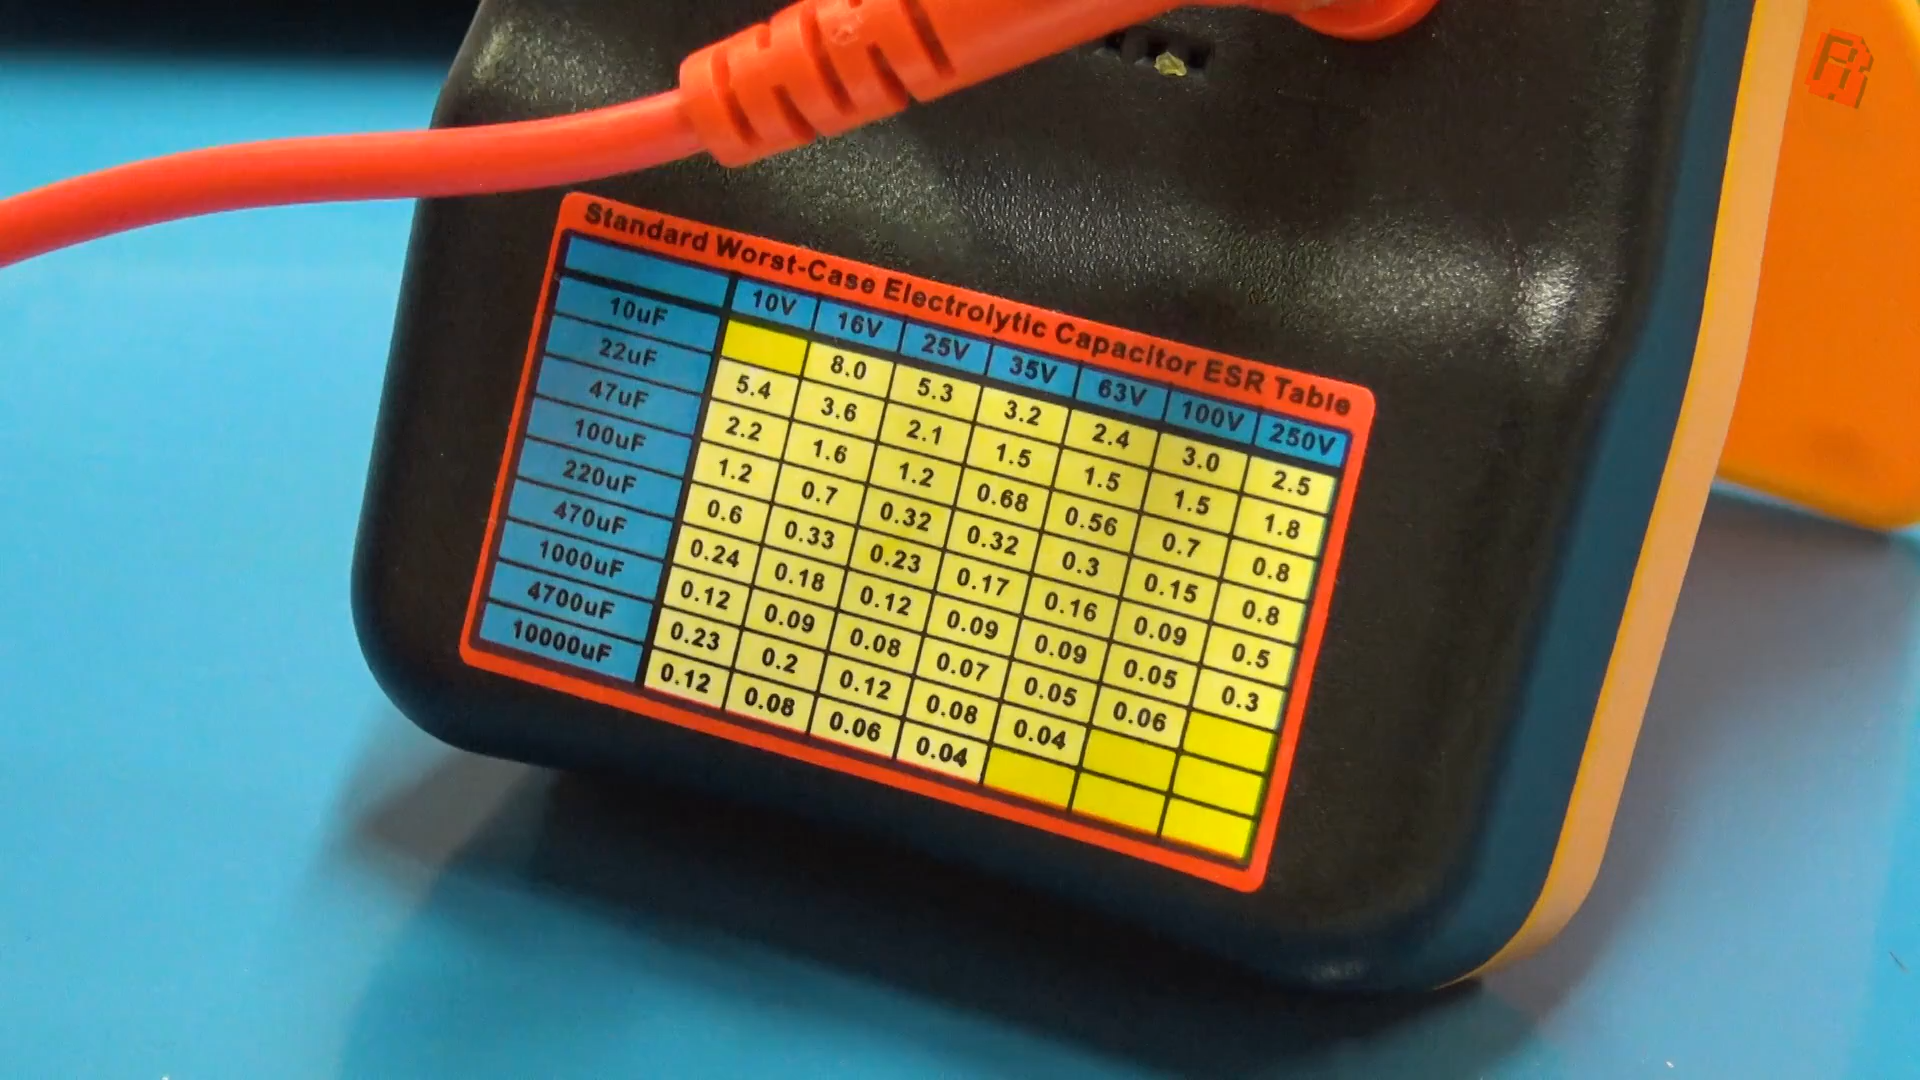 Standard Worst-Case Electrolytic Capacitor ESR Table
10V 16V 25V 35V 63V 100V 250V
10uF 8.0 5.3 3.2 2.4 3.0 2.5
22uF 5.4 3.6 2.1 1.5 1.5 1.5 1.8
47uF 2.2 1.6 1.2 0.68 0.56 0.7 0.8
100uF 1.2 0.7 0.32 0.32 0.3 0.15 0.8
220uF 0.6 0.33 0.23 0.17 0.16 0.09 0.5
470uF 0.24 0.18 0.12 0.09 0.09 0.05 0.3
1000uF 0.12 0.09 0.08 0.07 0.05 0.06
4700uF 0.23 0.2 0.12 0.08 0.04
10000uF 0.12 0.08 0.06 0.04